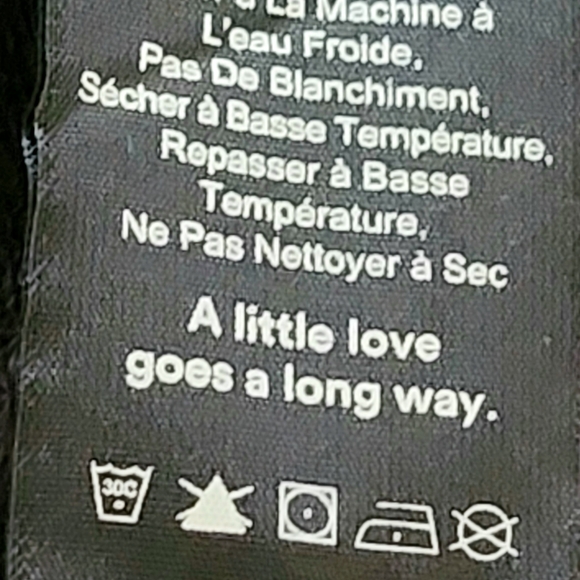 La Machine à
L'eau Froide,
Pas De Blanchiment,
Sécher à Basse Température,
Repasser à Basse
Température,
Ne Pas Nettoyer à Sec
A little love
goes a long way.
30C